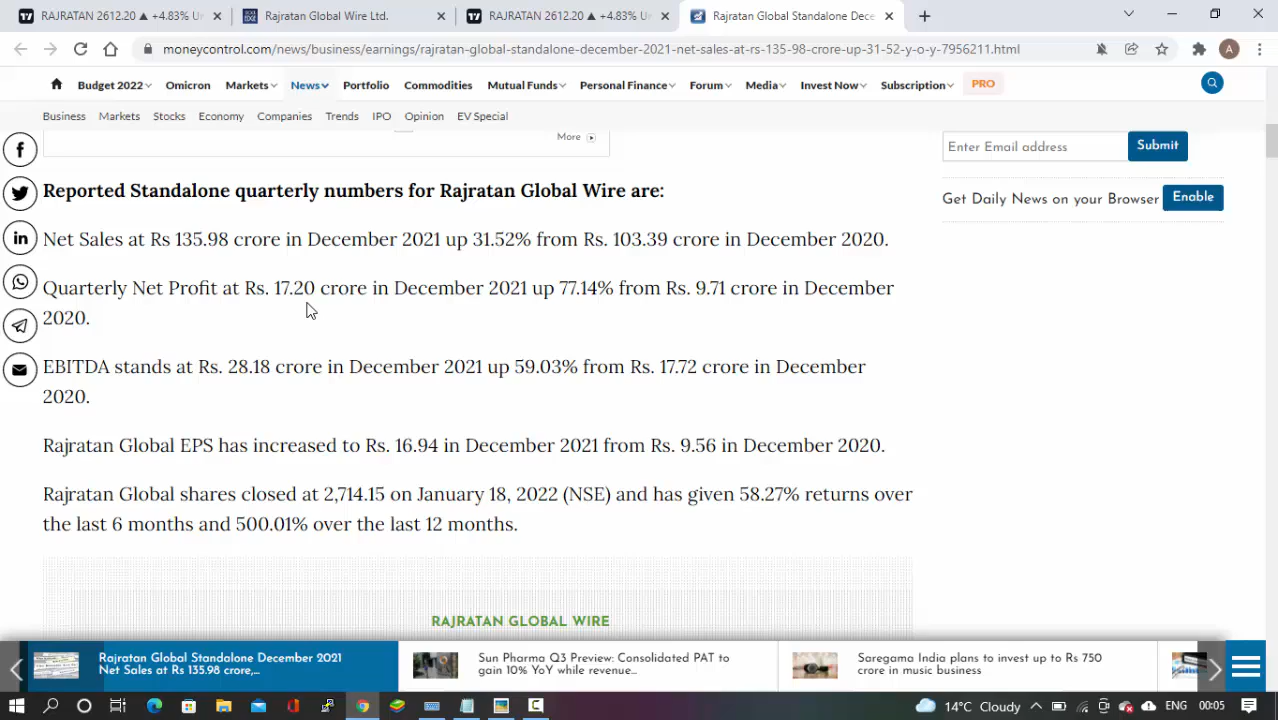 RAJRATAN 2612.20 ▲ +4.83% U
Rajratan Global Wire Ltd.
RAJRATAN 2612.20 ▲ +4.83% U
Rajratan Global Standalone Dece
moneycontrol.com/news/business/earnings/rajratan-global-standalone-december-2021-net-sales-at-rs-135-98-crore-up-31-52-y-o-y-7956211.html
A
Budget 2022 Omicron Markets News Portfolio Commodities Mutual Funds Personal Finance Forum Media Invest Now Subscription PRO
Business Markets Stocks Economy Companies Trends IPO Opinion EV Special
More
Enter Email address Submit
Get Daily News on your Browser Enable
Reported Standalone quarterly numbers for Rajratan Global Wire are:
Net Sales at Rs 135.98 crore in December 2021 up 31.52% from Rs. 103.39 crore in December 2020.
Quarterly Net Profit at Rs. 17.20 crore in December 2021 up 77.14% from Rs. 9.71 crore in December
2020.
EBITDA stands at Rs. 28.18 crore in December 2021 up 59.03% from Rs. 17.72 crore in December
2020.
Rajratan Global EPS has increased to Rs. 16.94 in December 2021 from Rs. 9.56 in December 2020.
Rajratan Global shares closed at 2,714.15 on January 18, 2022 (NSE) and has given 58.27% returns over
the last 6 months and 500.01% over the last 12 months.
RAJRATAN GLOBAL WIRE
Rajratan Global Standalone December 2021
Net Sales at Rs 135.98 crore,...
Sun Pharma Q3 Preview: Consolidated PAT to
gain 10% YoY while revenue...
Saregama India plans to invest up to Rs 750
crore in music business
14°C Cloudy ENG 00:05